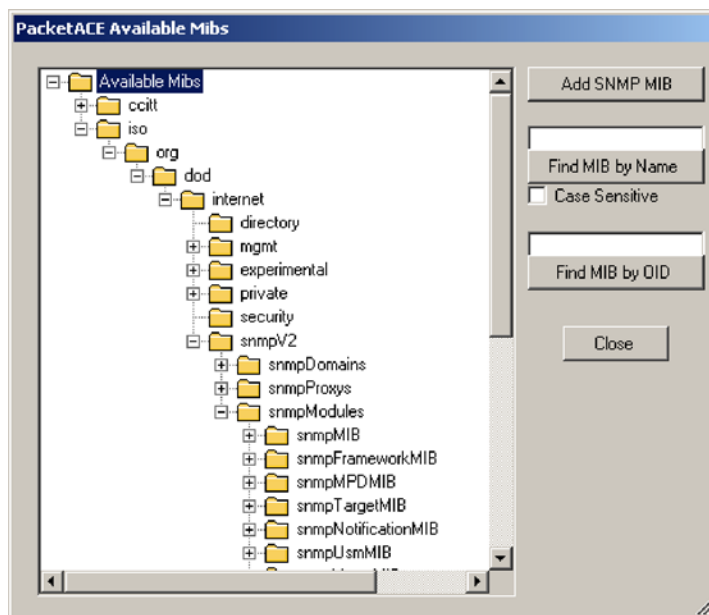 PacketACE Available Mibs
Available Mibs
ccitt
iso
org
dod
internet
directory
mgmt
experimental
private
security
snmpV2
snmpDomains
snmpProxys
snmpModules
snmpMIB
snmpFrameworkMIB
snmpMPDMIB
snmpTargetMIB
snmpNotificationMIB
snmpUsmMIB
Add SNMP MIB
Find MIB by Name
Case Sensitive
Find MIB by OID
Close